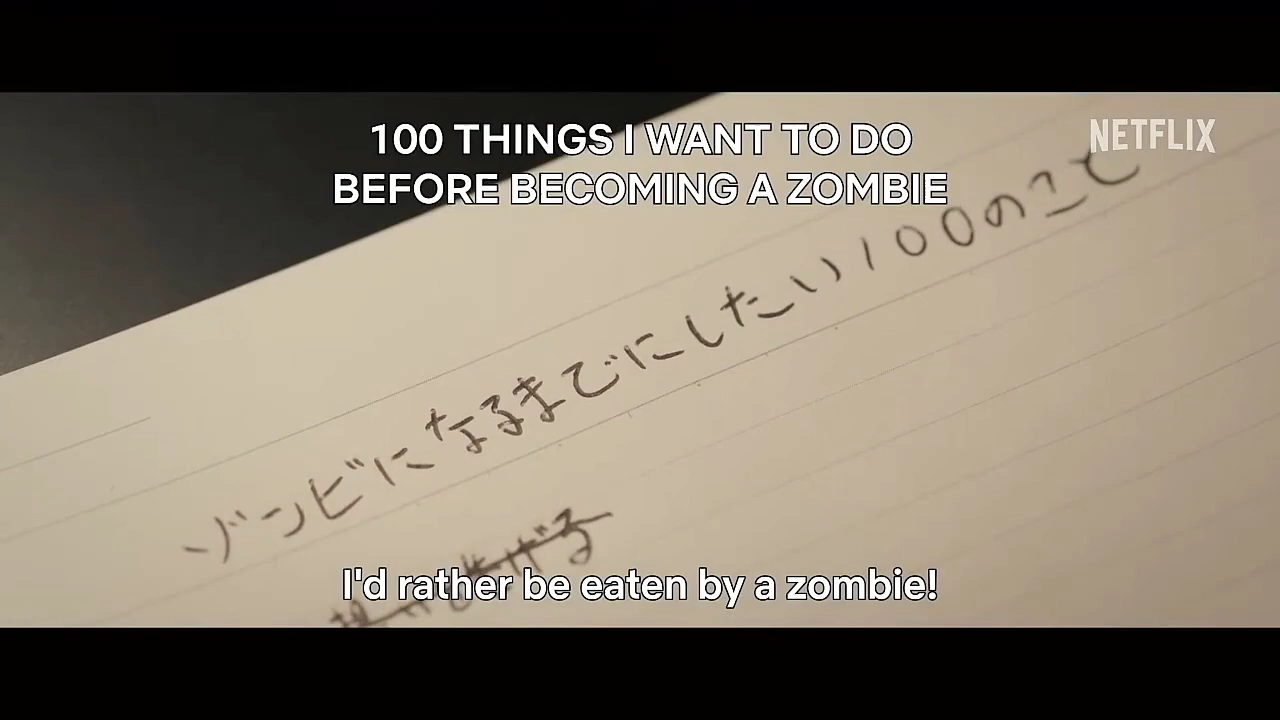 100 THINGS I WANT TO DO
BEFORE BECOMING A ZOMBIE
NETFLIX
ゾンビになるまでにしたい100のこと
I'd rather be eaten by a zombie!